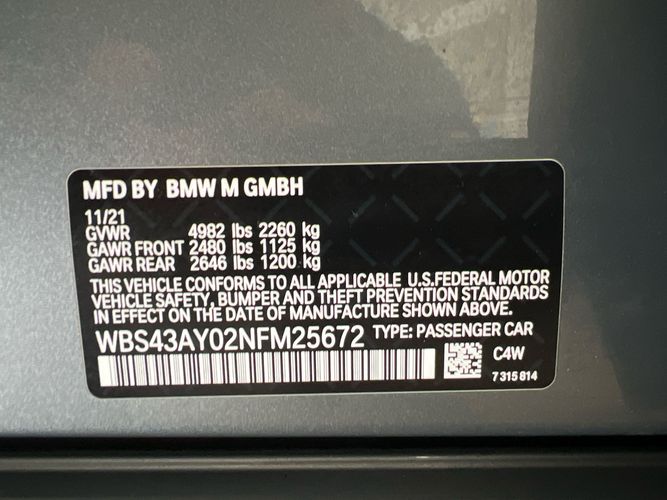 MFD BY BMW M GMBH
11/21
GVWR 4982 lbs 2260 kg
GAWR FRONT 2480 lbs 1125 kg
GAWR REAR 2646 lbs 1200 kg
THIS VEHICLE CONFORMS TO ALL APPLICABLE U.S.FEDERAL MOTOR
VEHICLE SAFETY, BUMPER AND THEFT PREVENTION STANDARDS
IN EFFECT ON THE DATE OF MANUFACTURE SHOWN ABOVE.
WBS43AY02NFM25672 TYPE: PASSENGER CAR
C4W
7 315 814